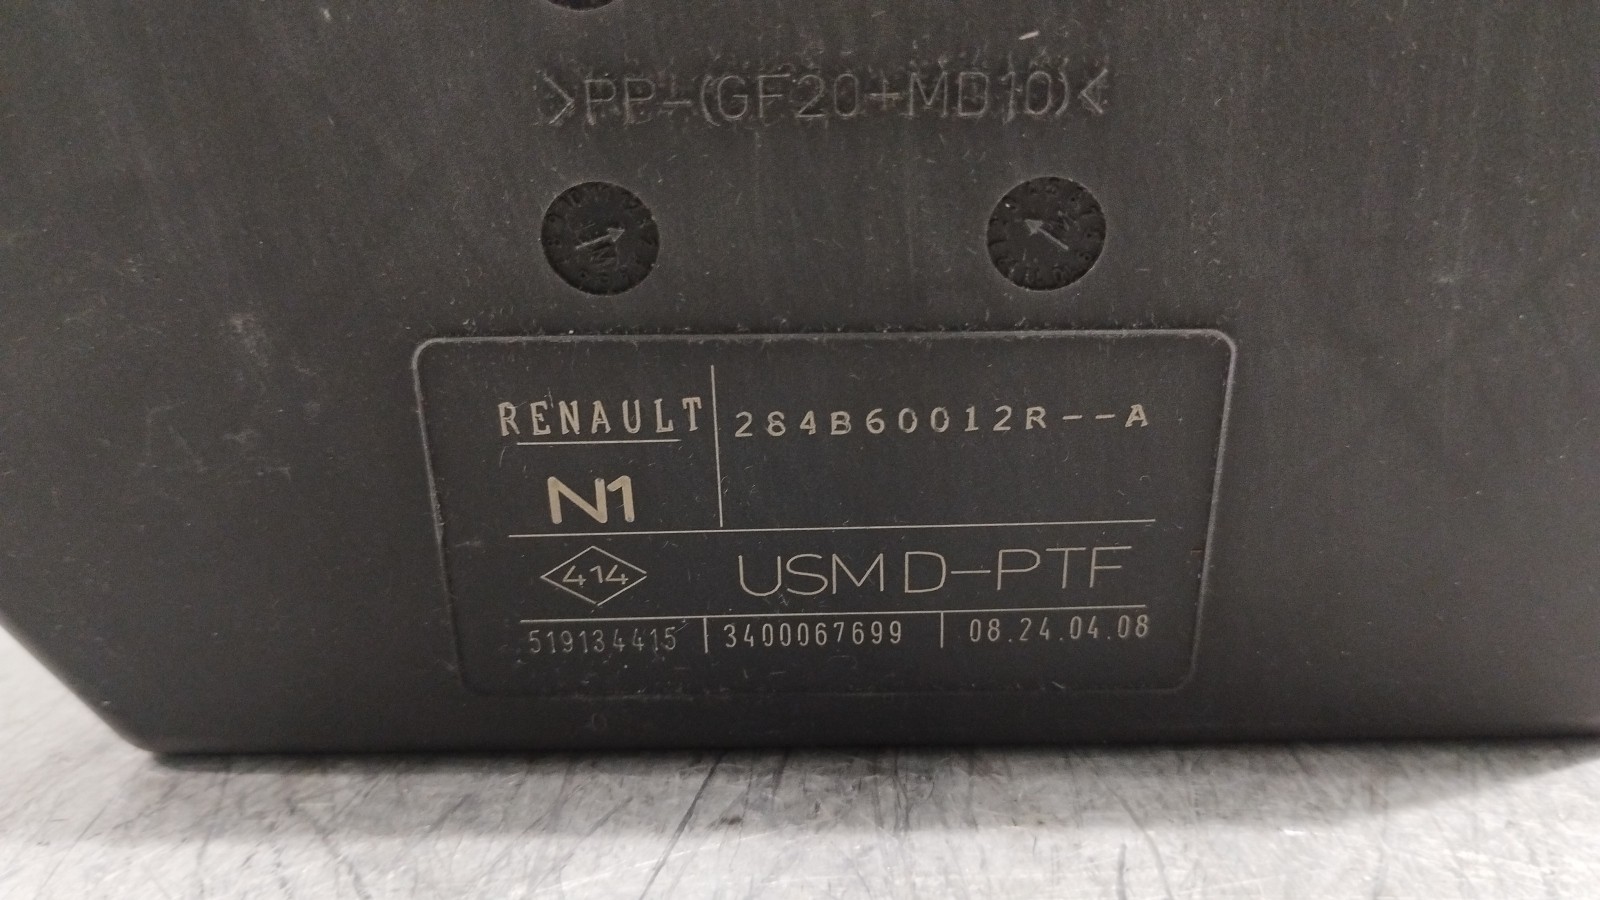 >PP-(GF20+MD10)<
RENAULT 284B60012R--A
N1
414 USM D-PTF
519134415 3400067699 08.24.04.08